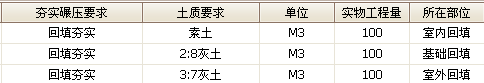 夯实碾压要求 土质要求 单位 实物工程量 所在部位
回填夯实 素土 M3 100 室内回填
回填夯实 2:8灰土 M3 100 基础回填
回填夯实 3:7灰土 M3 100 室外回填